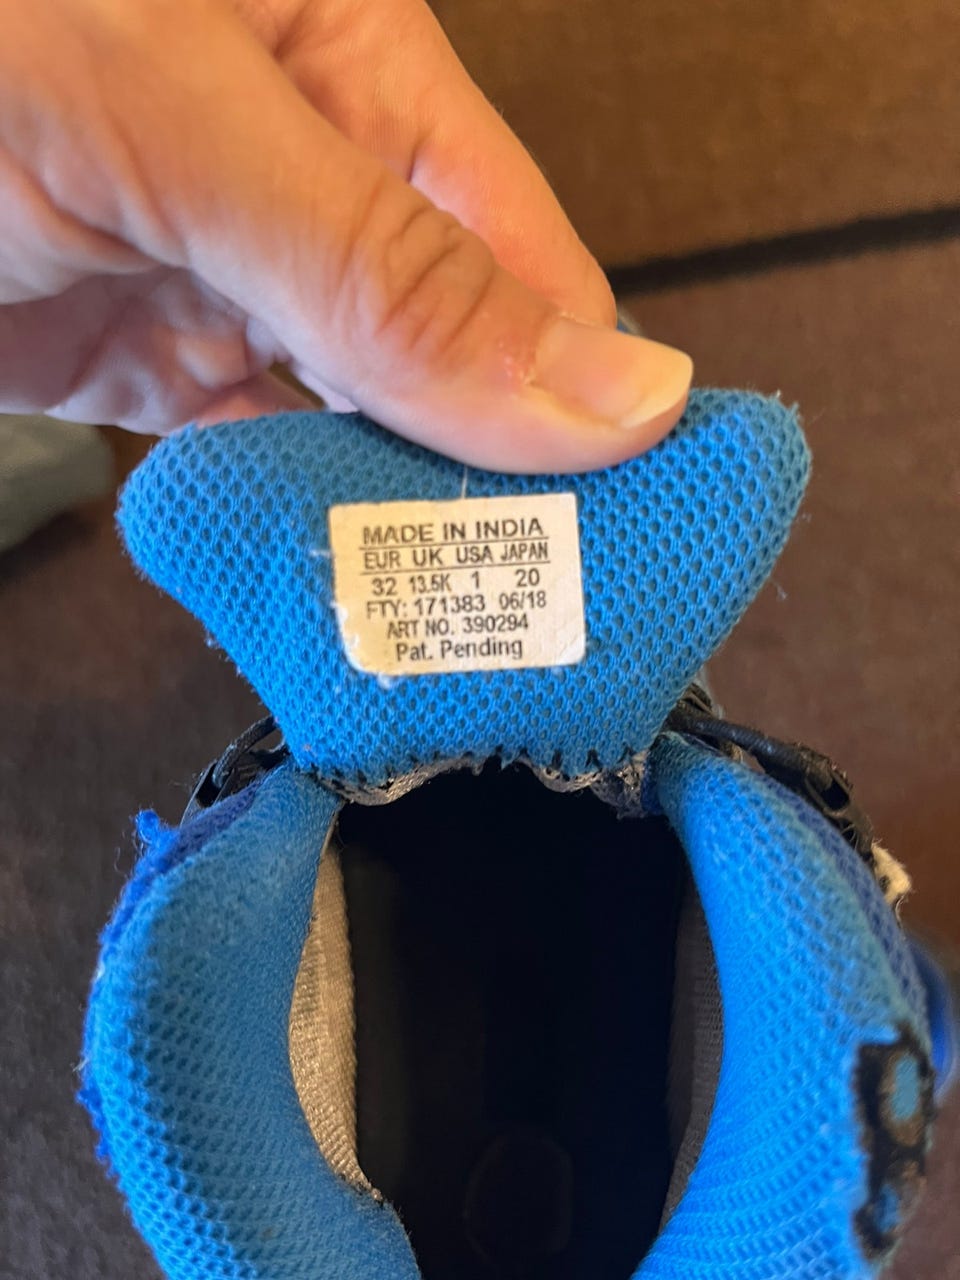 MADE IN INDIA
EUR UK USA JAPAN
32 13.5K 1 20
FTY: 171383 06/18
ART NO. 390294
Pat. Pending